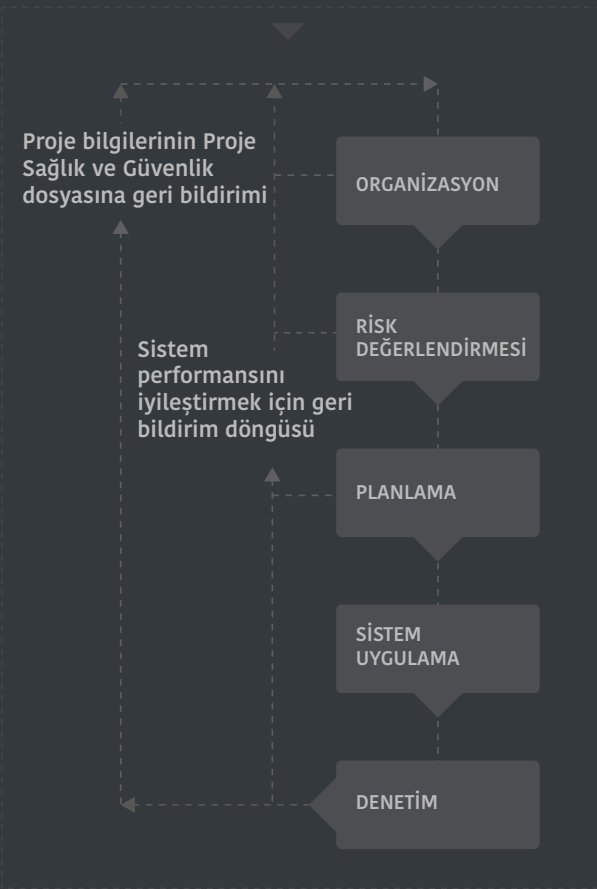 Proje bilgilerinin Proje
Sağlık ve Güvenlik
dosyasına geri bildirimi
ORGANİZASYON
RİSK
DEĞERLENDİRMESİ
Sistem
performansını
iyileştirmek için geri
bildirim döngüsü
PLANLAMA
SİSTEM
UYGULAMA
DENETİM